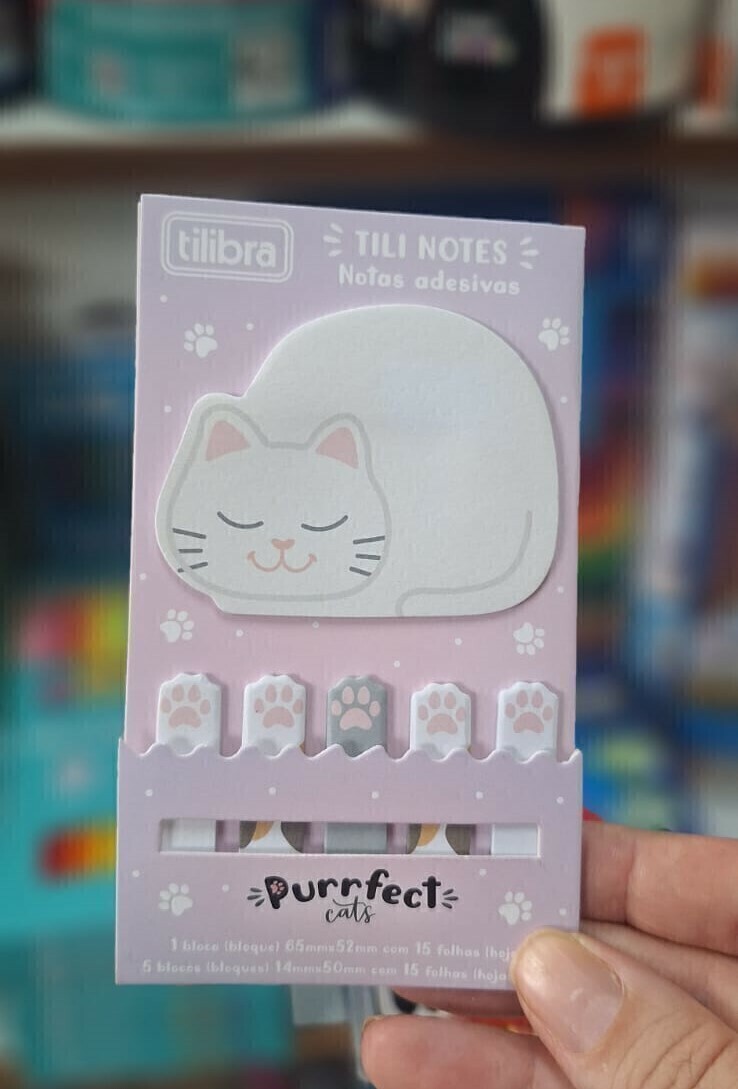 tilibra
TILI NOTES
Notas adesivas
Purrfect
cats
1 bloco (bloque) 65mmx52mm com 15 folhas (hoja
5 blocos (bloques) 14mmx50mm com 15 folhas (hoja